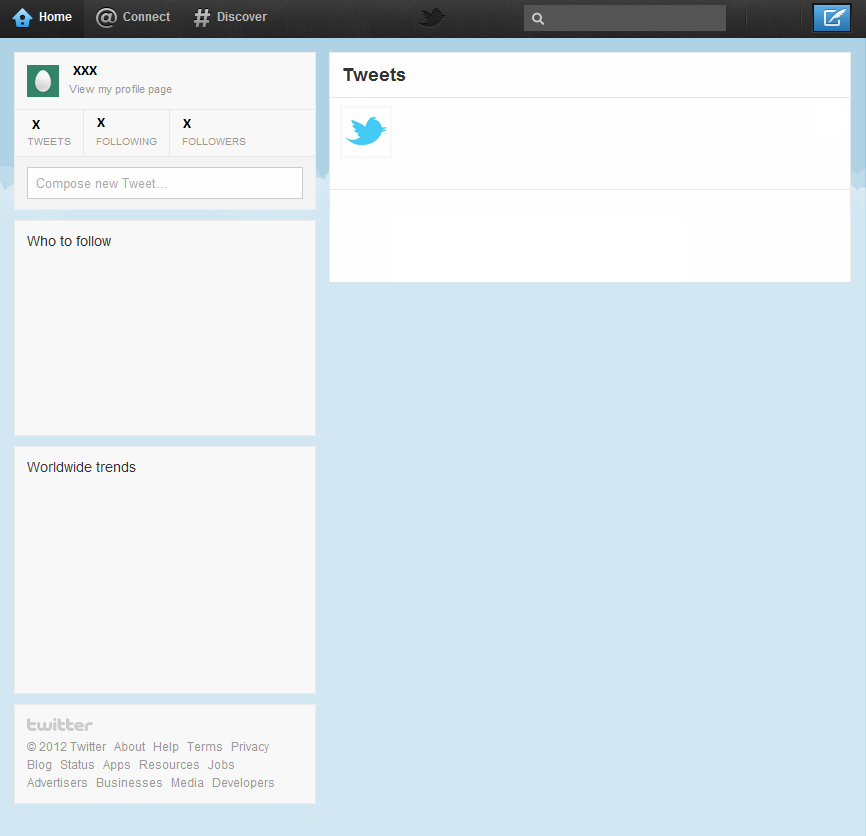 Home Connect Discover
XXX
View my profile page
X X X
TWEETS FOLLOWING FOLLOWERS
Compose new Tweet...
Who to follow
Worldwide trends
twitter
© 2012 Twitter About Help Terms Privacy
Blog Status Apps Resources Jobs
Advertisers Businesses Media Developers
Tweets